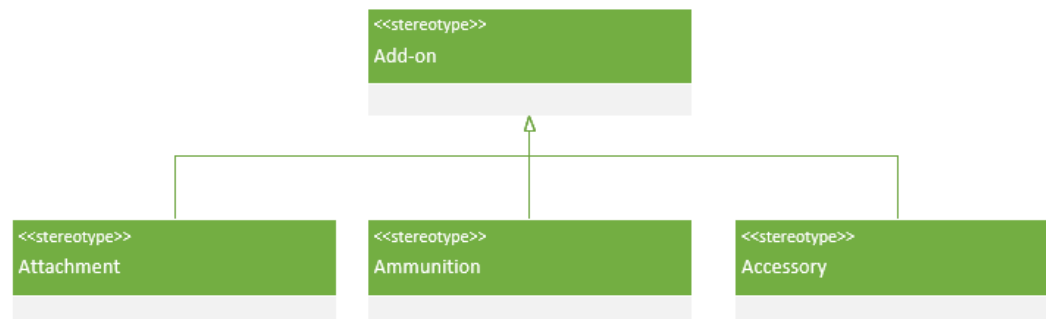 <<stereotype>>
Add-on
<<stereotype>>
Attachment
<<stereotype>>
Ammunition
<<stereotype>>
Accessory